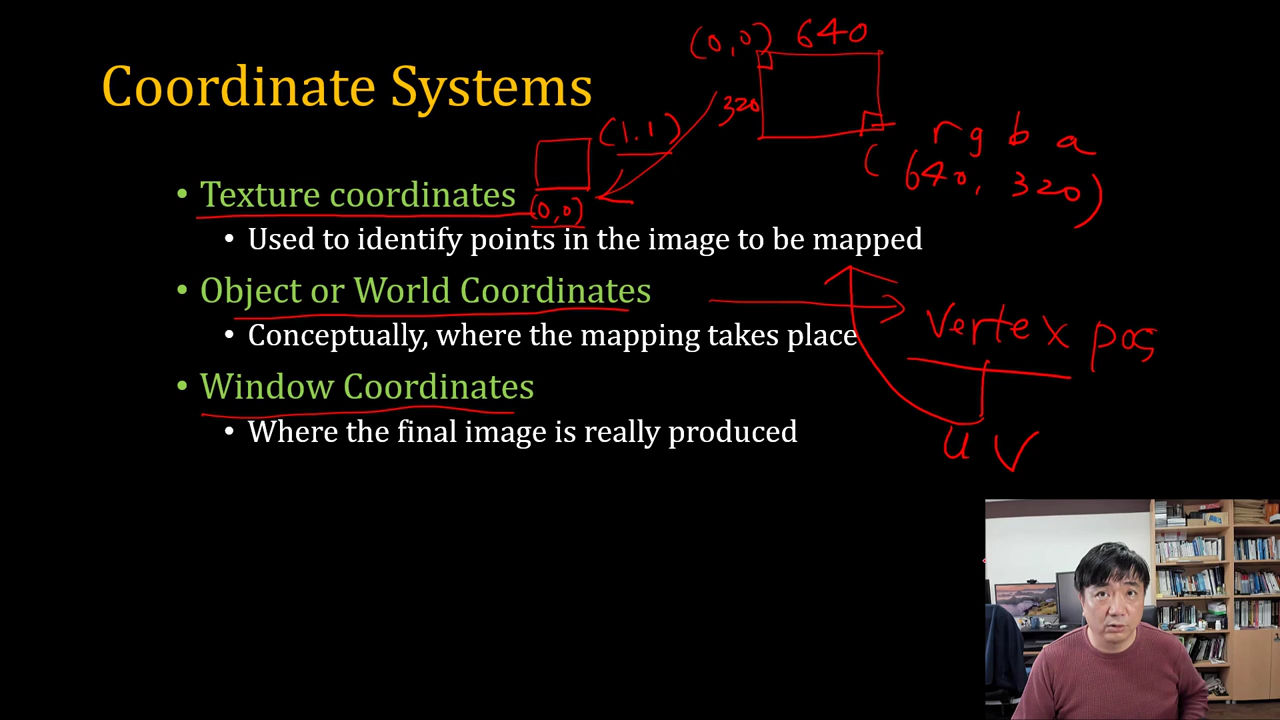 (0,0) 640
Coordinate Systems
320
(1.1)
r g b a
(640, 320)
• Texture coordinates
(0,0)
• Used to identify points in the image to be mapped
• Object or World Coordinates
Vertex pos
• Conceptually, where the mapping takes place
• Window Coordinates
• Where the final image is really produced
u v